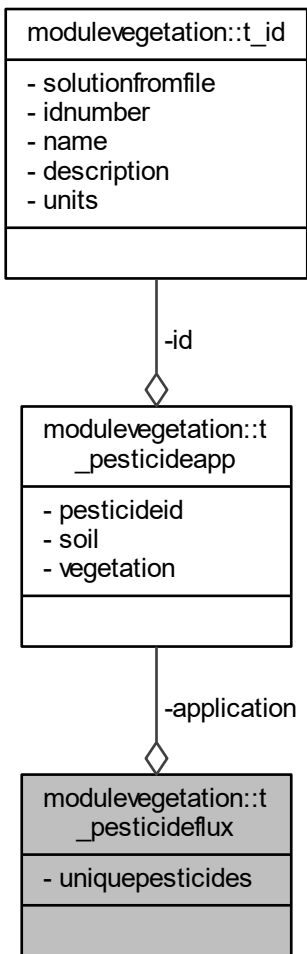 modulevegetation::t_id
- solutionfromfile
- idnumber
- name
- description
- units
-id
modulevegetation::t
_pesticideapp
- pesticideid
- soil
- vegetation
-application
modulevegetation::t
_pesticideflux
- uniquepesticides